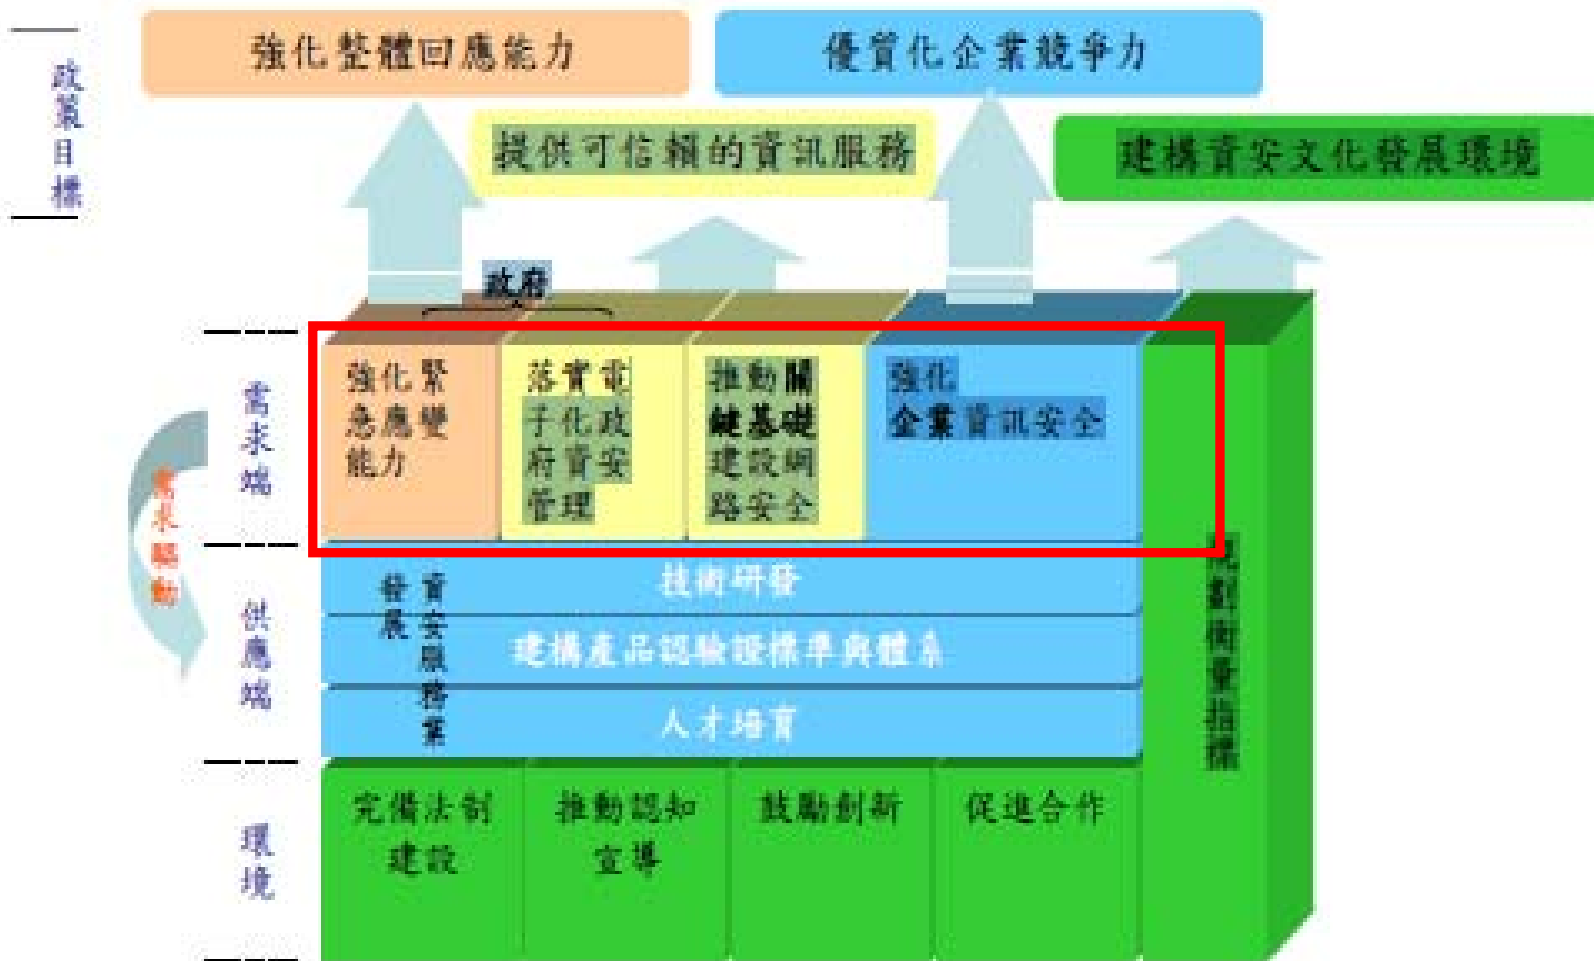 政策目標
強化整體回應能力
優質化企業競爭力
提供可信賴的資訊服務
建構資安文化發展環境
政府
需求端
強化緊
急應變
能力
落實電
子化政
府資安
管理
推動關
鍵基礎
建設網
路安全
強化
企業資訊安全
需求驅動
供應端
資安服務業
發展
技術研發
建構產品認驗證標準與體系
人才培育
規劃衡量指標
環境
完備法制
建設
推動認知
宣導
鼓勵創新
促進合作